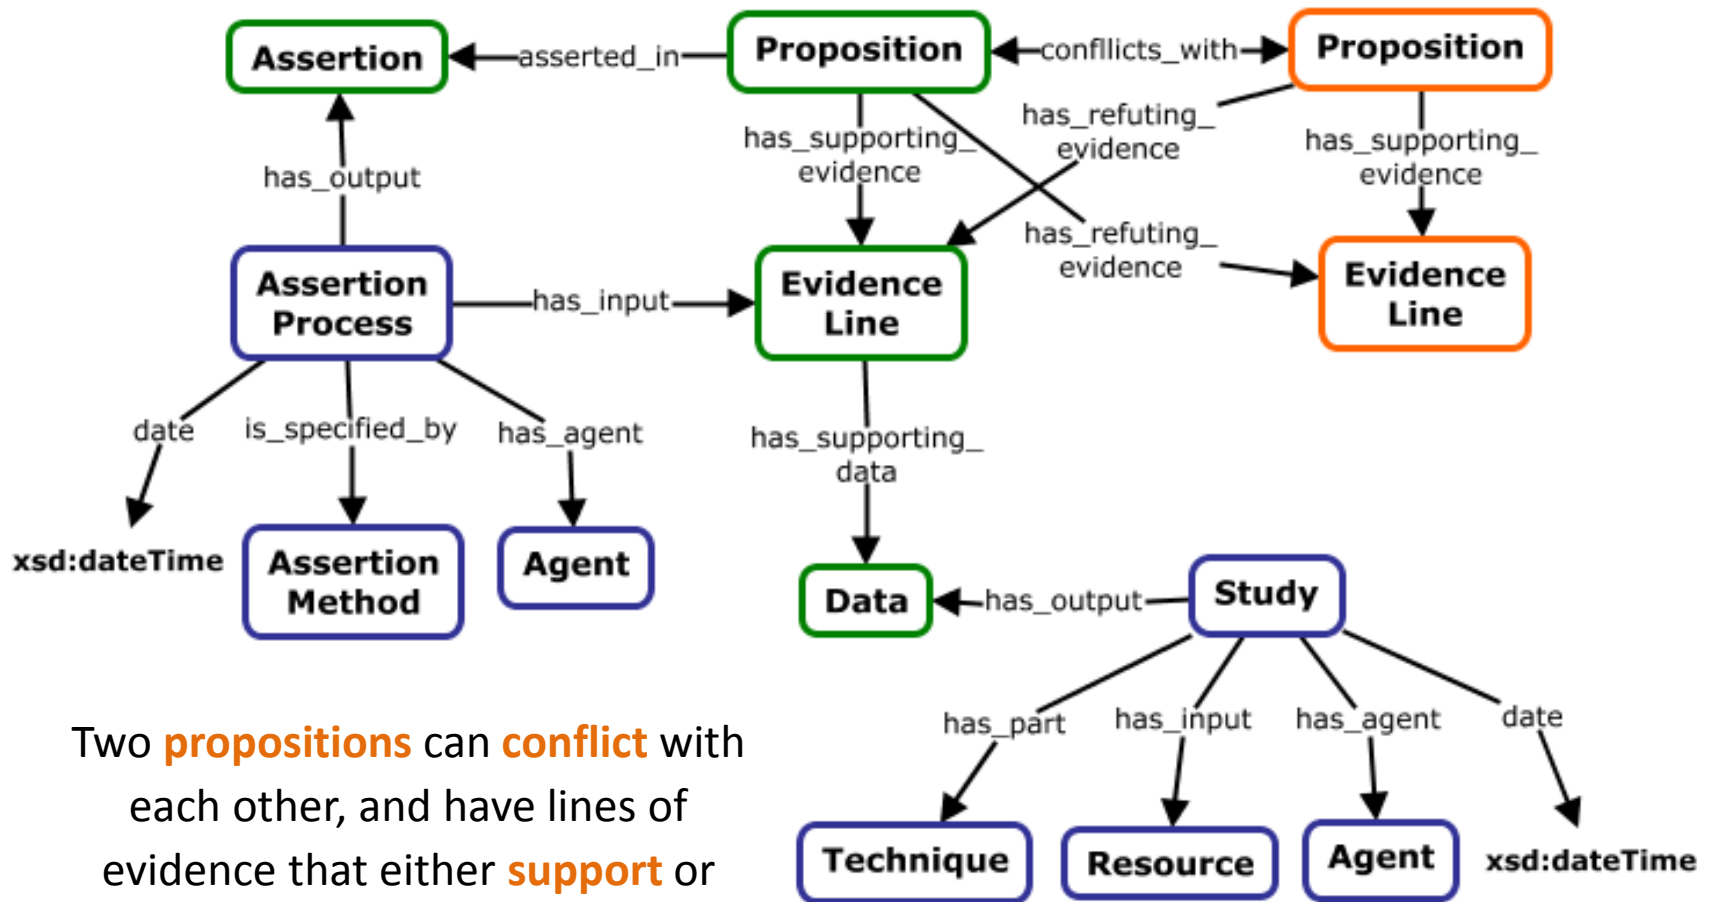 Assertion
asserted_in
Proposition
confllicts_with
Proposition
has_output
has_supporting_
evidence
has_refuting_
evidence
has_supporting_
evidence
has_refuting_
evidence
Assertion
Process
has_input
Evidence
Line
Evidence
Line
date
is_specified_by
has_agent
has_supporting_
data
xsd:dateTime
Assertion
Method
Agent
Data
has_output
Study
has_part
has_input
has_agent
date
Technique
Resource
Agent
xsd:dateTime
Two propositions can conflict with
each other, and have lines of
evidence that either support or